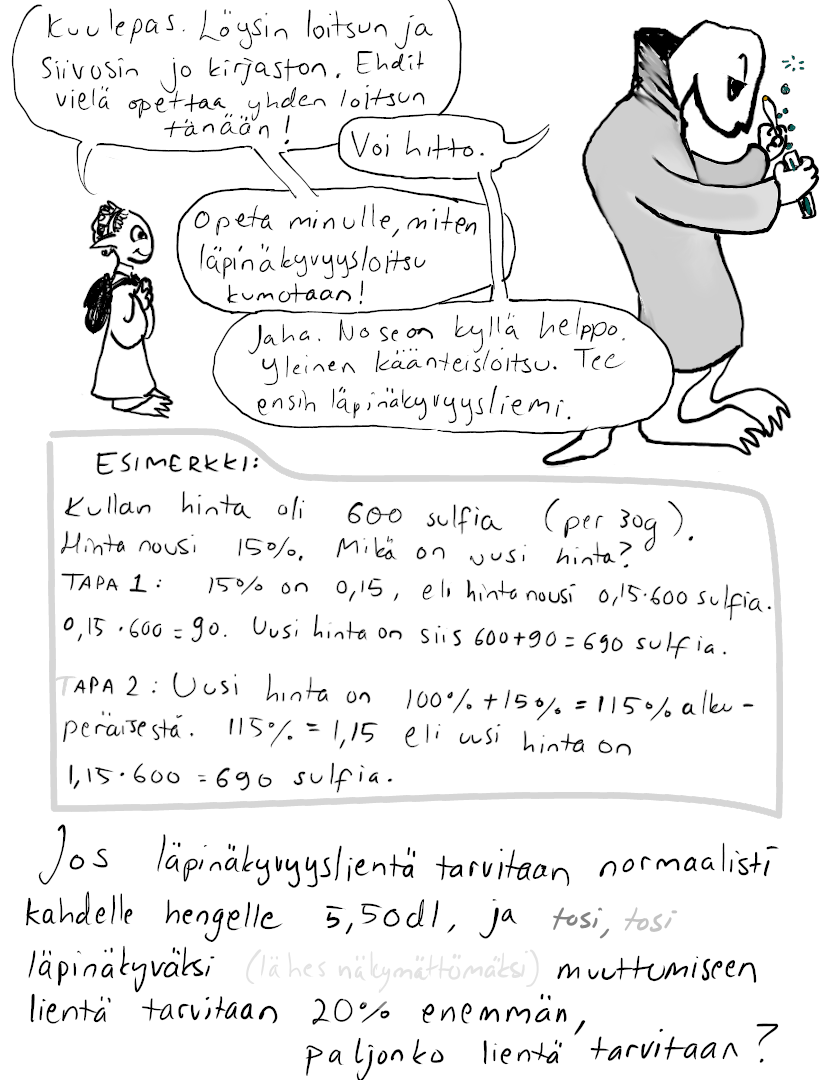 Kuulepas. Löysin loitsun ja
siivosin jo kirjaston. Ehdit
vielä opettaa yhden loitsun
tänään!
Voi hitto.
Opeta minulle, miten
läpinäkyvyysloitsu
kumotaan!
Jaha. No se on kyllä helppo.
Yleinen käänteisloitsu. Tee
ensin läpinäkyvyysliemi.
ESIMERKKI:
Kullan hinta oli 600 sulfia (per 30g).
Hinta nousi 15%. Mikä on uusi hinta?
TAPA 1: 15% on 0,15, eli hinta nousi 0,15·600 sulfia.
0,15·600 = 90. Uusi hinta on siis 600+90=690 sulfia.
TAPA 2: Uusi hinta on 100%+15%=115% alku-
peräisestä. 115% = 1,15 eli uusi hinta on
1,15·600 = 690 sulfia.
Jos läpinäkyvyyslientä tarvitaan normaalisti
kahdelle hengelle 5,50dl, ja tosi, tosi
läpinäkyväksi (lähes näkymättömäksi) muuttumiseen
lientä tarvitaan 20% enemmän,
paljonko lientä tarvitaan?